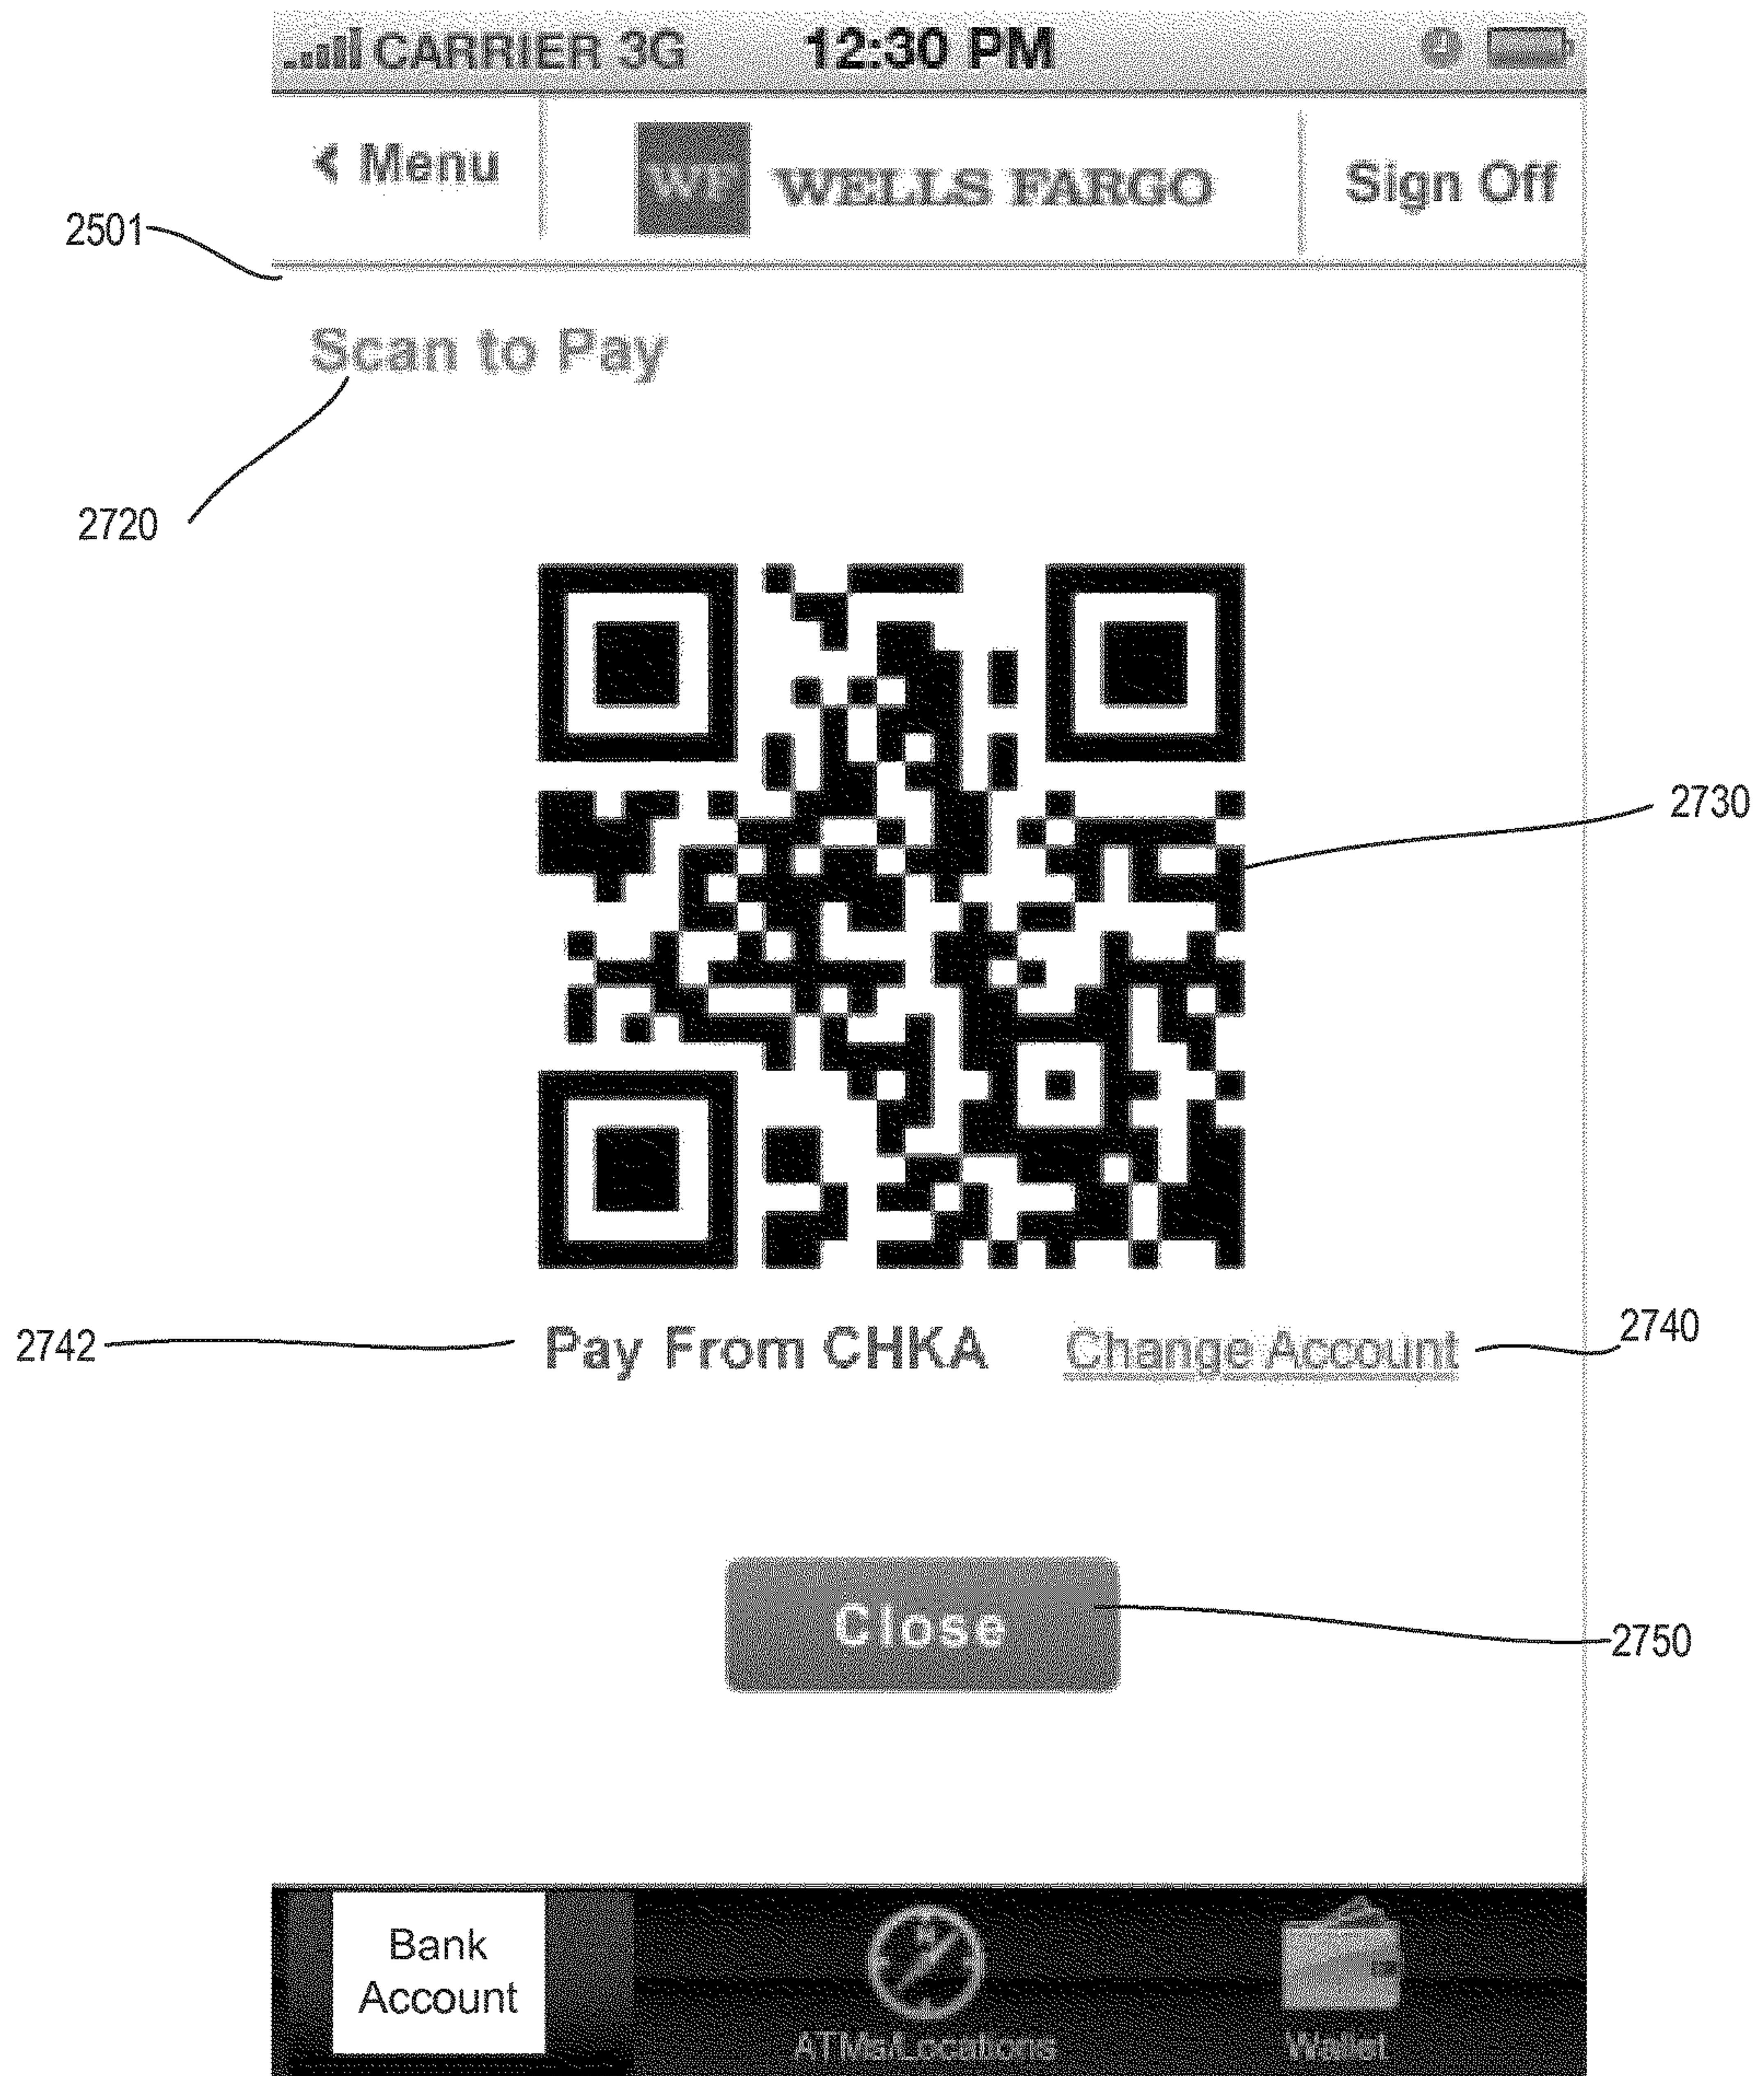 CARRIER 3G 12:30 PM
Menu WF WELLS FARGO Sign Off
2501
Scan to Pay
2720
2730
2742 Pay From CHKA Change Account 2740
Close
2750
Bank
Account
ATMs/Locations Wallet